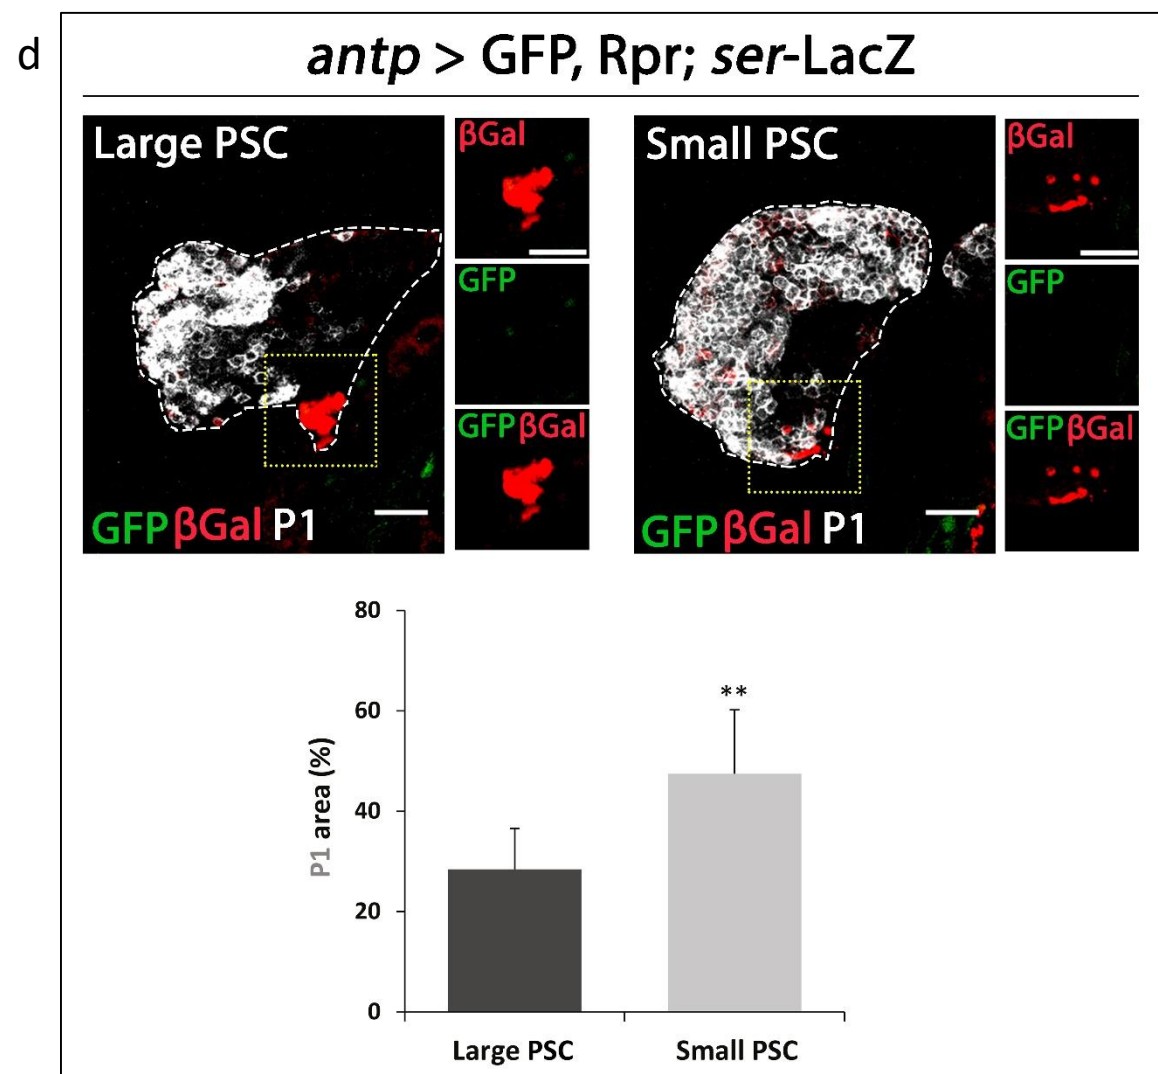 d
antp > GFP, Rpr; ser-LacZ
Large PSC
βGal
GFP
GFP βGal
GFP βGal P1
Small PSC
βGal
GFP
GFP βGal
GFP βGal P1
80
60
40
20
0
P1 area (%)
**
Large PSC
Small PSC